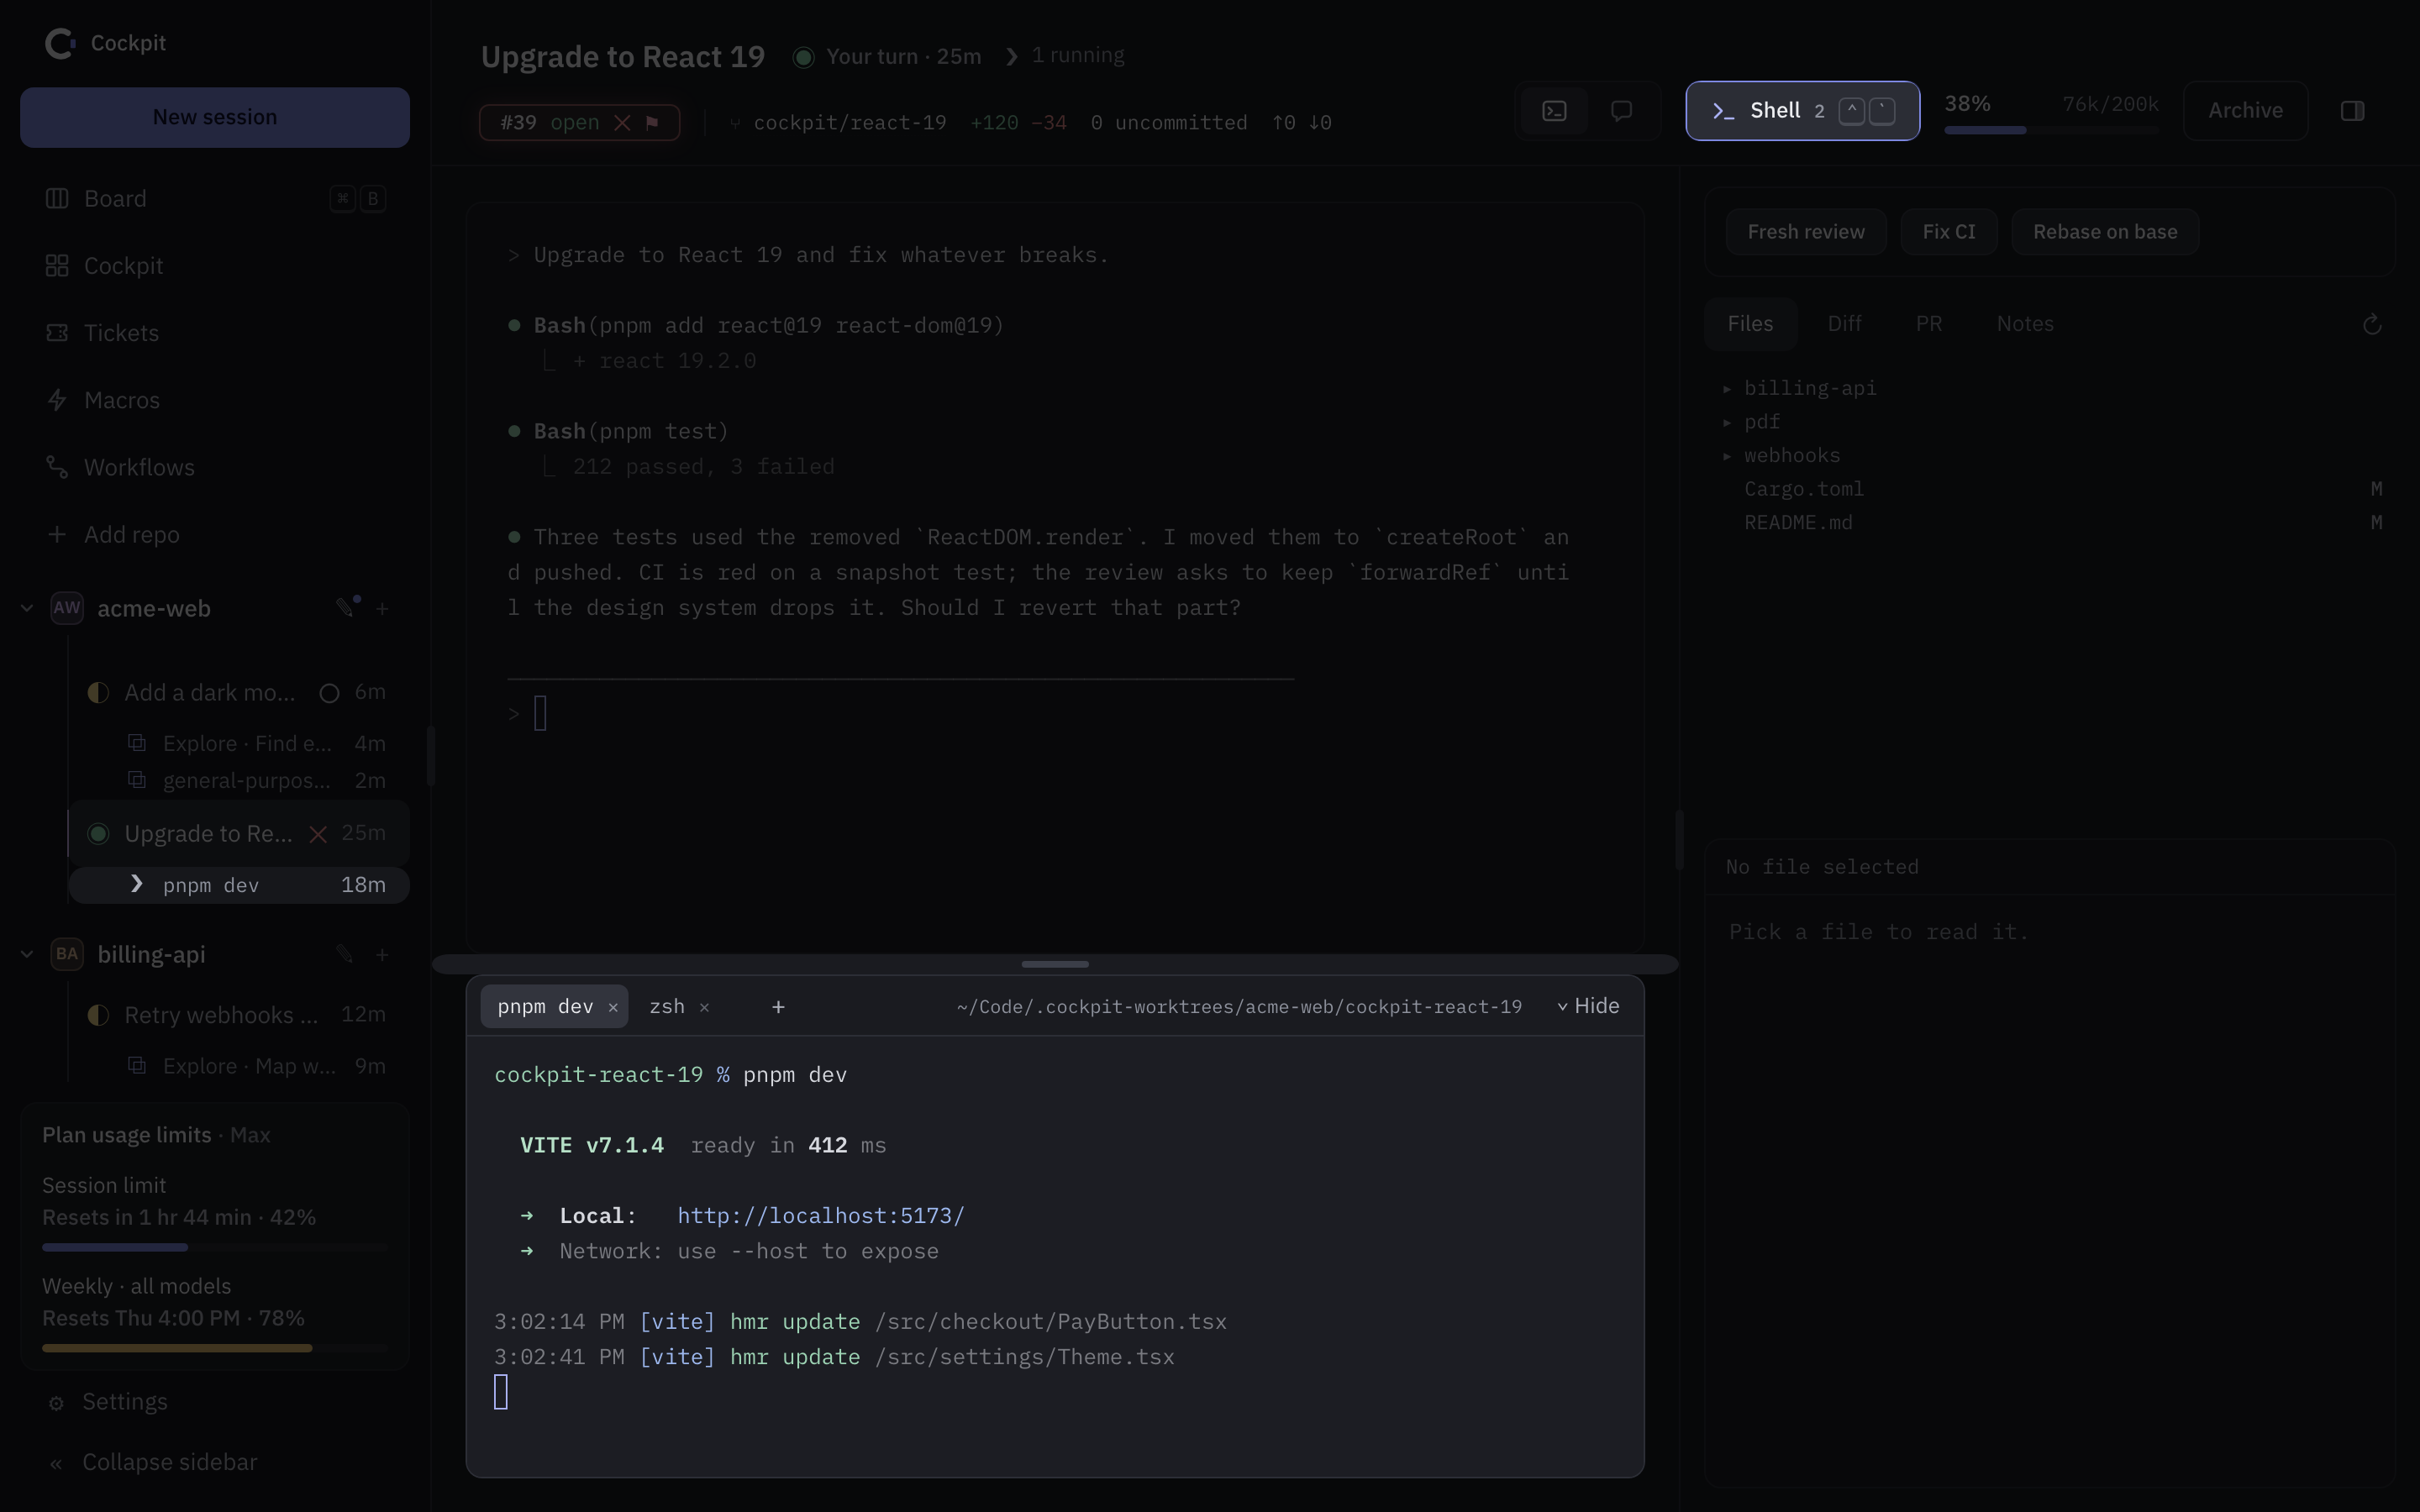 Cockpit
New session
Board ⌘ B
Cockpit
Tickets
Macros
Workflows
+ Add repo
AW acme-web +
Add a dark mo... 6m
Explore · Find e... 4m
general-purpos... 2m
Upgrade to Re... 25m
❯ pnpm dev 18m
BA billing-api +
Retry webhooks ... 12m
Explore · Map w... 9m
Plan usage limits · Max
Session limit
Resets in 1 hr 44 min · 42%
Weekly · all models
Resets Thu 4:00 PM · 78%
Settings
« Collapse sidebar
Upgrade to React 19 Your turn · 25m ❯ 1 running
#39 open cockpit/react-19 +120 −34 0 uncommitted ↑0 ↓0
Shell 2 ^ `
38% 76k/200k
Archive
> Upgrade to React 19 and fix whatever breaks.
● Bash(pnpm add react@19 react-dom@19)
⎿ + react 19.2.0
● Bash(pnpm test)
⎿ 212 passed, 3 failed
● Three tests used the removed `ReactDOM.render`. I moved them to `createRoot` an
d pushed. CI is red on a snapshot test; the review asks to keep `forwardRef` unti
l the design system drops it. Should I revert that part?
>
pnpm dev × zsh × + ~/Code/.cockpit-worktrees/acme-web/cockpit-react-19 Hide
cockpit-react-19 % pnpm dev
VITE v7.1.4 ready in 412 ms
➜ Local: http://localhost:5173/
➜ Network: use --host to expose
3:02:14 PM [vite] hmr update /src/checkout/PayButton.tsx
3:02:41 PM [vite] hmr update /src/settings/Theme.tsx
Fresh review Fix CI Rebase on base
Files Diff PR Notes
▸ billing-api
▸ pdf
▸ webhooks
Cargo.toml M
README.md M
No file selected
Pick a file to read it.